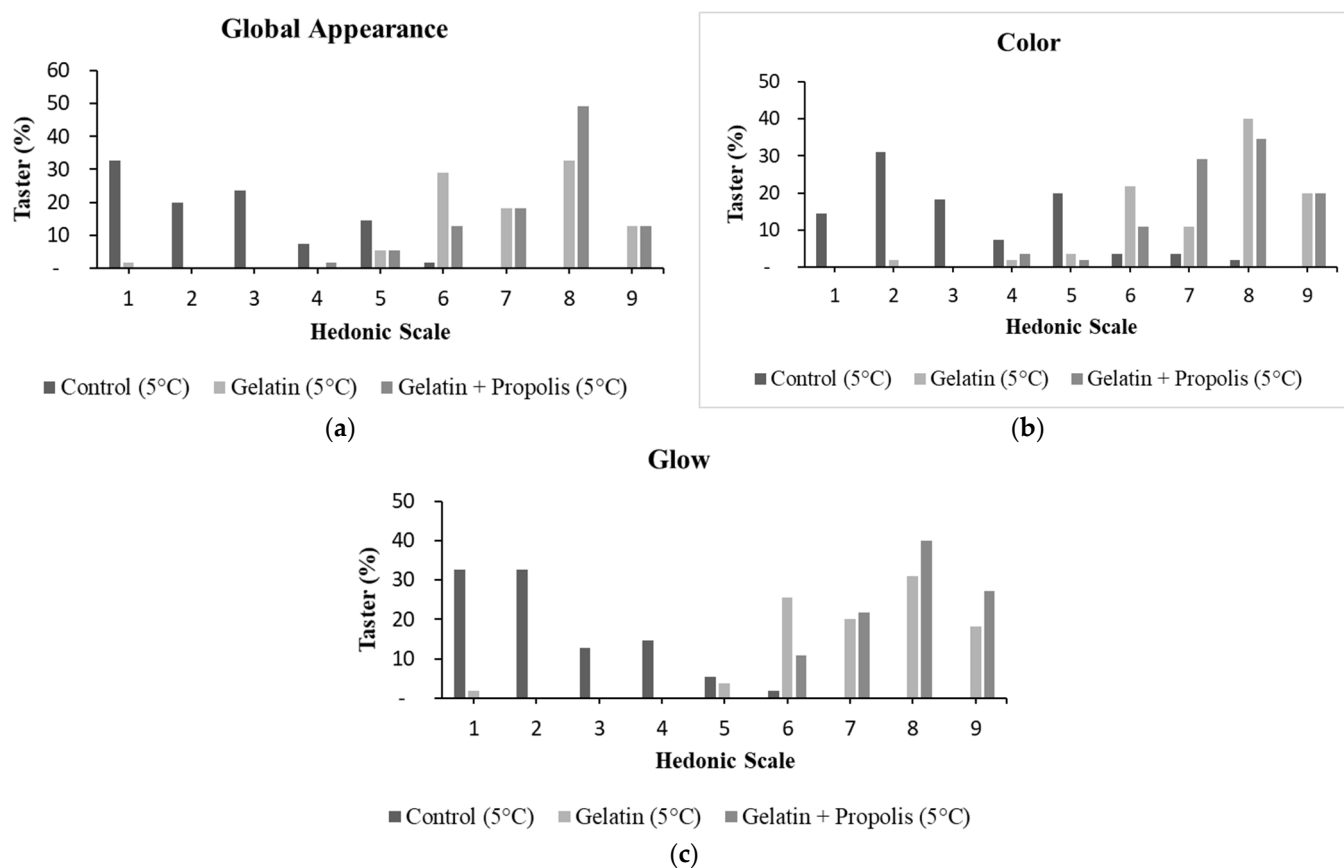 Global Appearance
60
50
40
30
20
10
-
Taster (%)
1 2 3 4 5 6 7 8 9
Hedonic Scale
Control (5°C) Gelatin (5°C) Gelatin + Propolis (5°C)
(a)
Color
50
40
30
20
10
-
Taster (%)
1 2 3 4 5 6 7 8 9
Hedonic Scale
Control (5°C) Gelatin (5°C) Gelatin + Propolis (5°C)
(b)
Glow
50
40
30
20
10
-
Taster (%)
1 2 3 4 5 6 7 8 9
Hedonic Scale
Control (5°C) Gelatin (5°C) Gelatin + Propolis (5°C)
(c)